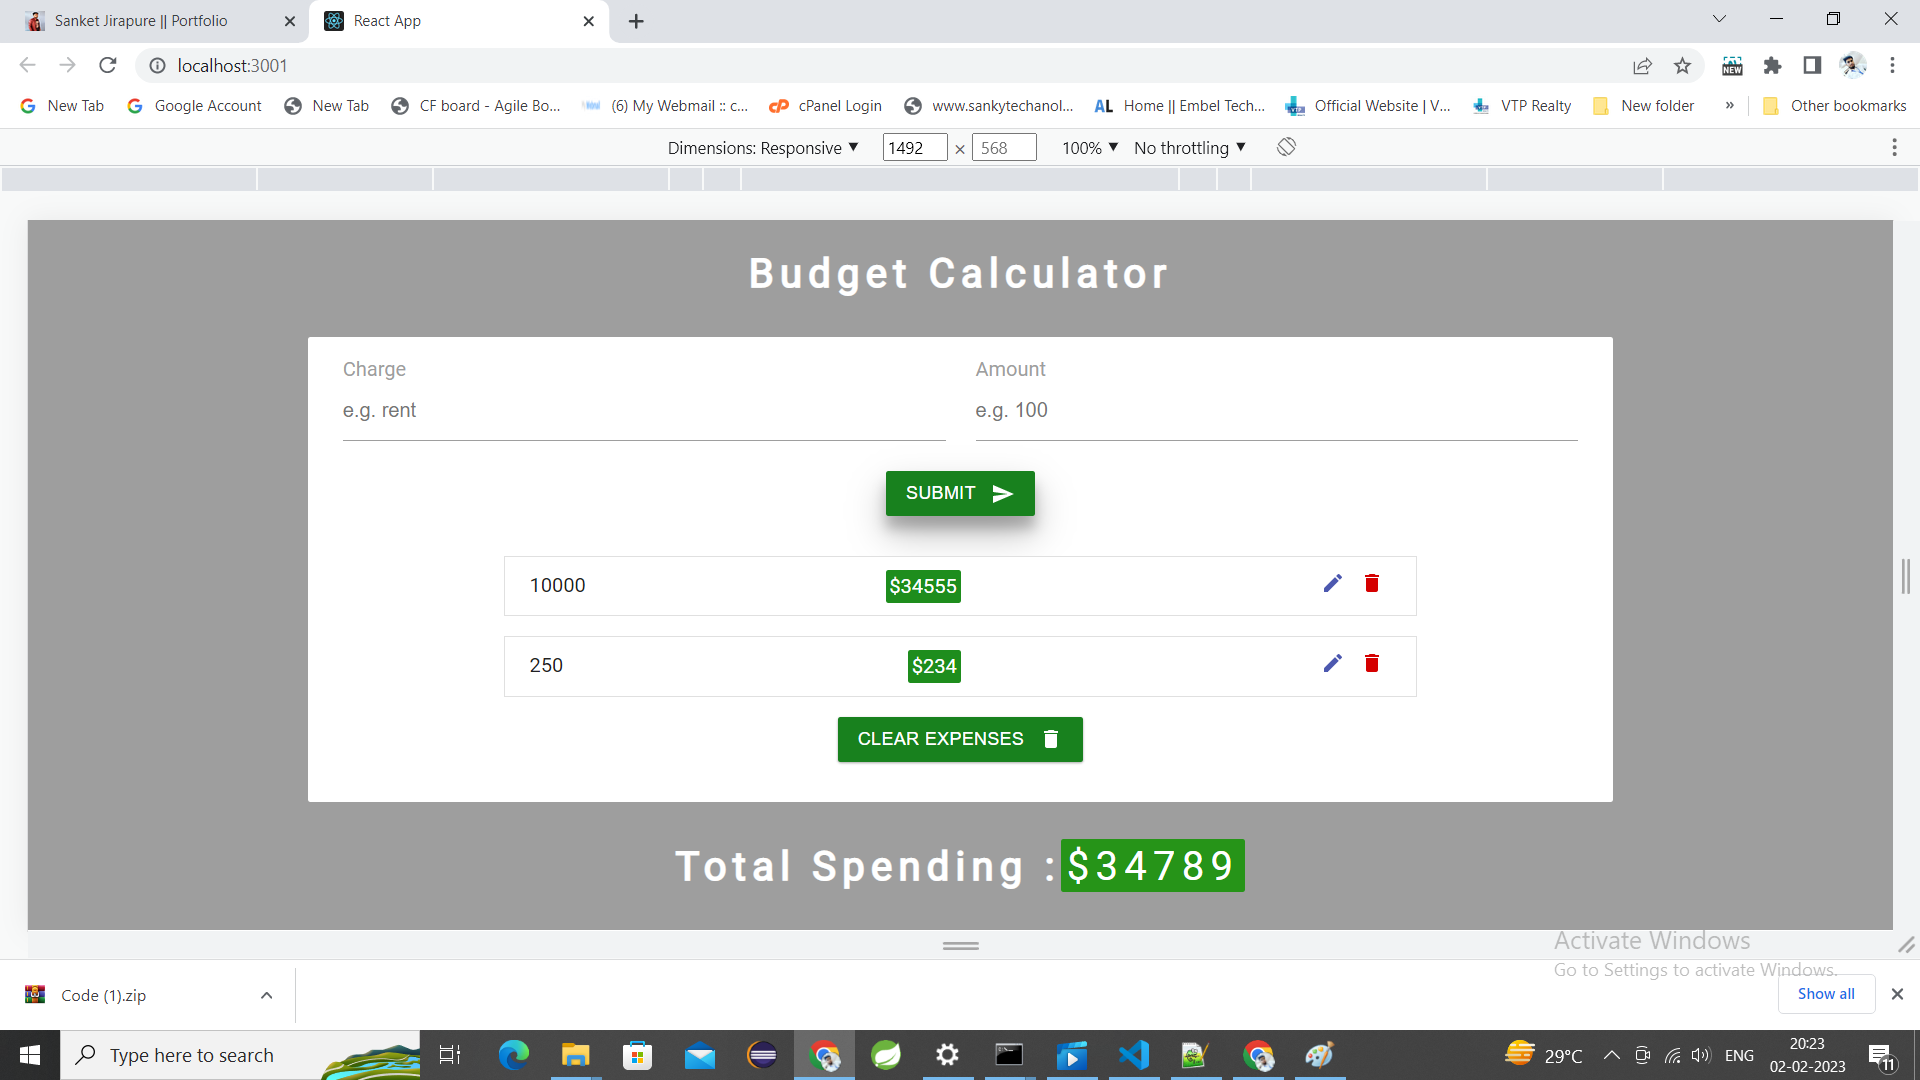 Sanket Jirapure || Portfolio
React App
localhost:3001
NEW
New Tab
Google Account
New Tab
CF board - Agile Bo...
(6) My Webmail :: c...
cPanel Login
www.sankytechanol...
AL Home || Embel Tech...
Official Website | V...
VTP Realty
New folder
»
Other bookmarks
Dimensions: Responsive
1492 × 568
100%
No throttling
Budget Calculator
Charge
Amount
e.g. rent
e.g. 100
SUBMIT
10000
$34555
250
$234
CLEAR EXPENSES
Total Spending :$34789
Activate Windows
Go to Settings to activate Windows.
Code (1).zip
Show all
Type here to search
29°C
ENG
20:23
02-02-2023
11